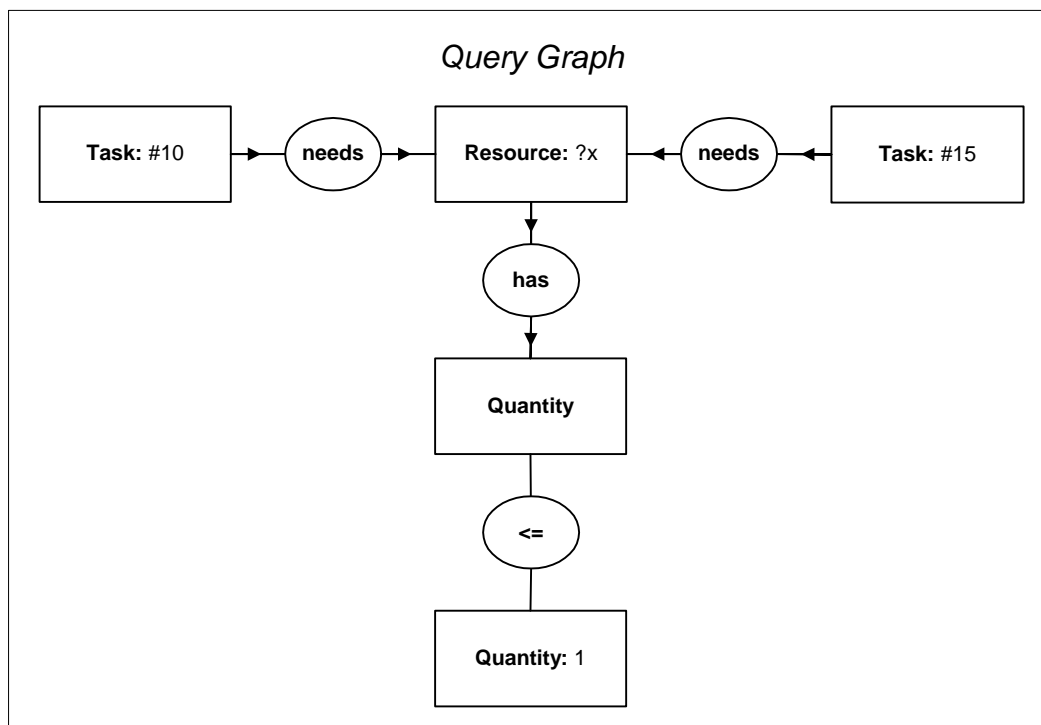 Query Graph
Task: #10
needs
Resource: ?x
needs
Task: #15
has
Quantity
<=
Quantity: 1